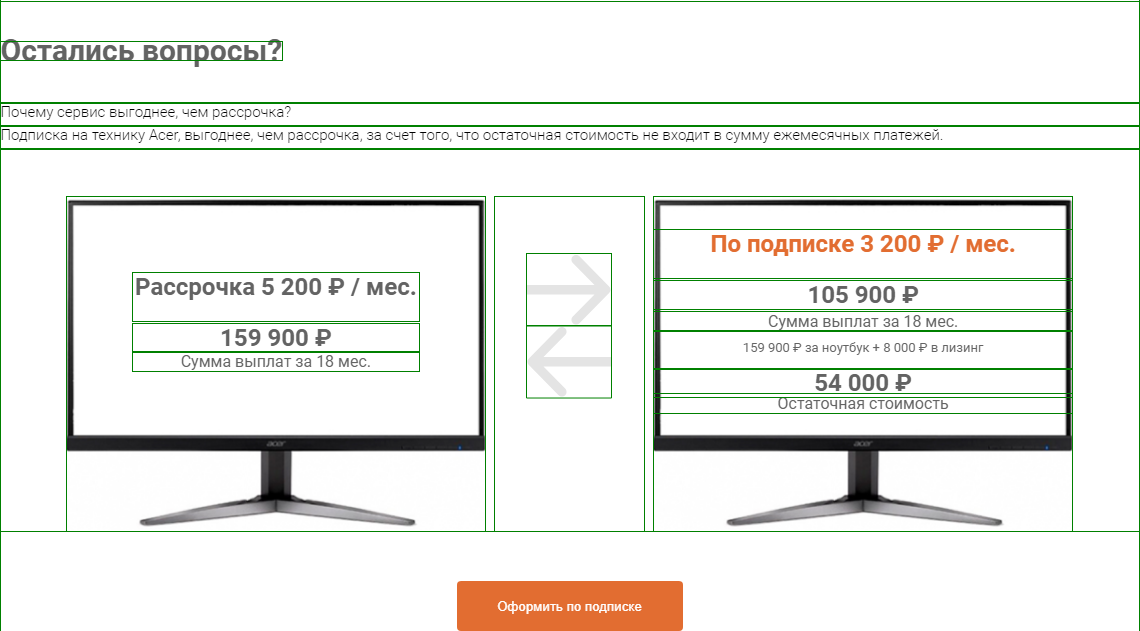 Остались вопросы?
Почему сервис выгоднее, чем рассрочка?
Подписка на технику Acer, выгоднее, чем рассрочка, за счет того, что остаточная стоимость не входит в сумму ежемесячных платежей.
Рассрочка 5 200 ₽ / мес.
159 900 ₽
Сумма выплат за 18 мес.
acer
По подписке 3 200 ₽ / мес.
105 900 ₽
Сумма выплат за 18 мес.
159 900 ₽ за ноутбук + 8 000 ₽ в лизинг
54 000 ₽
Остаточная стоимость
acer
Оформить по подписке